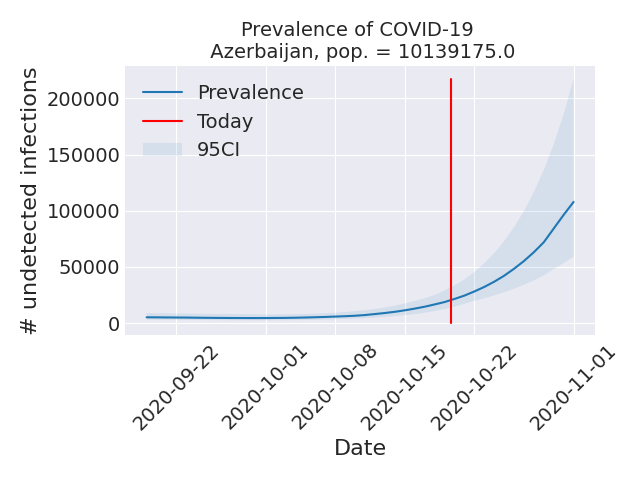 Prevalence of COVID-19
Azerbaijan, pop. = 10139175.0
# undetected infections
200000
150000
100000
50000
0
Prevalence
Today
95CI
2020-09-22
2020-10-01
2020-10-08
2020-10-15
2020-10-22
2020-11-01
Date